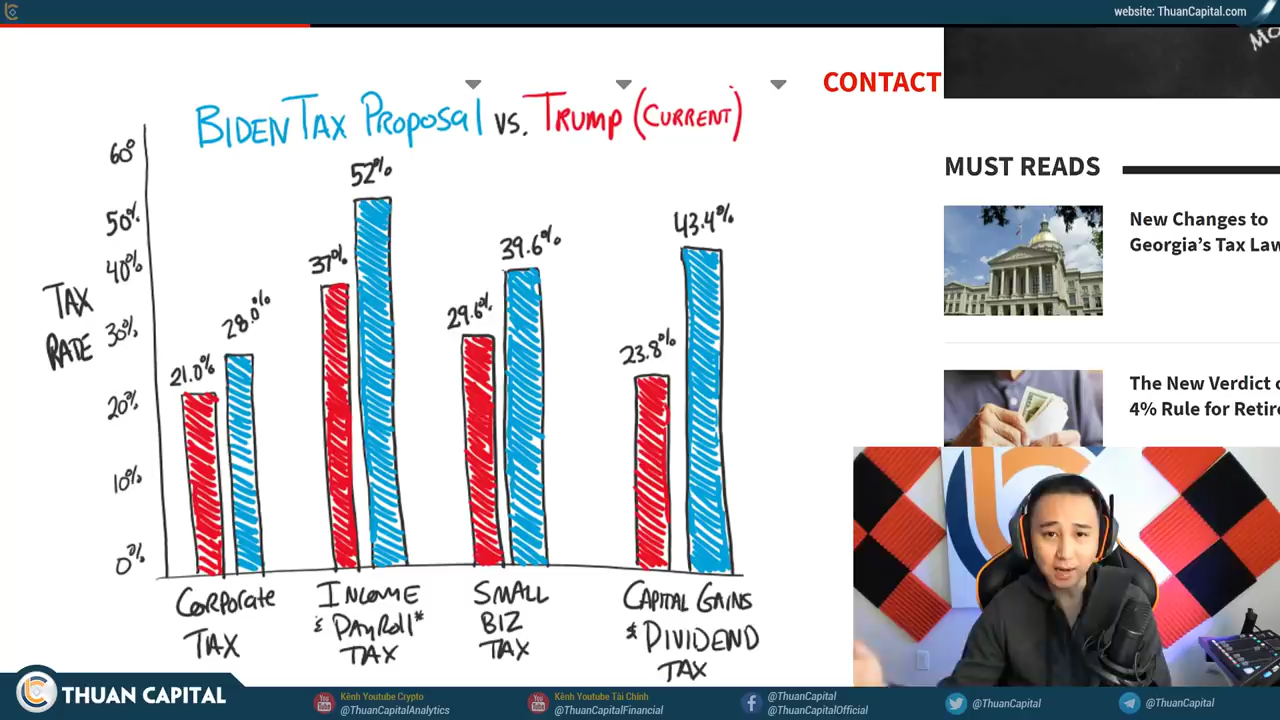 website: ThuanCapital.com
CONTACT
BIDEN TAX PROPOSAL vs. TRUMP (CURRENT)
60%
50%
40%
30%
20%
10%
0%
TAX
RATE
21.0%
28.0%
37%
52%
29.6%
39.6%
23.8%
43.4%
CORPORATE
TAX
INCOME
& PAYROLL*
TAX
SMALL
BIZ
TAX
CAPITAL GAINS
& DIVIDEND
TAX
MUST READS
New Changes to
Georgia's Tax Law
The New Verdict
4% Rule for Retire
THUAN CAPITAL
Kênh Youtube Crypto
@ThuanCapitalAnalytics
Kênh Youtube Tài Chính
@ThuanCapitalFinancial
@ThuanCapital
@ThuanCapitalOfficial
@ThuanCapital
@ThuanCapital